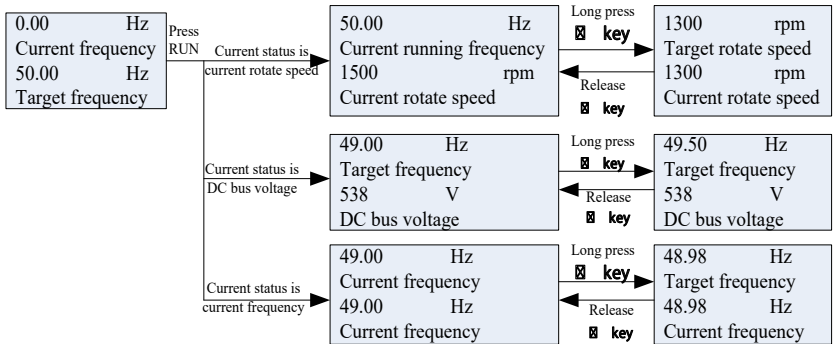 0.00 Hz
Current frequency
50.00 Hz
Target frequency
Press
RUN
Current status is
current rotate speed
50.00 Hz
Current running frequency
1500 rpm
Current rotate speed
Long press
key
Release
key
1300 rpm
Target rotate speed
1300 rpm
Current rotate speed
Current status is
DC bus voltage
49.00 Hz
Target frequency
538 V
DC bus voltage
Long press
key
Release
key
49.50 Hz
Target frequency
538 V
DC bus voltage
Current status is
current frequency
49.00 Hz
Current frequency
49.00 Hz
Current frequency
Long press
key
Release
key
48.98 Hz
Target frequency
48.98 Hz
Current frequency